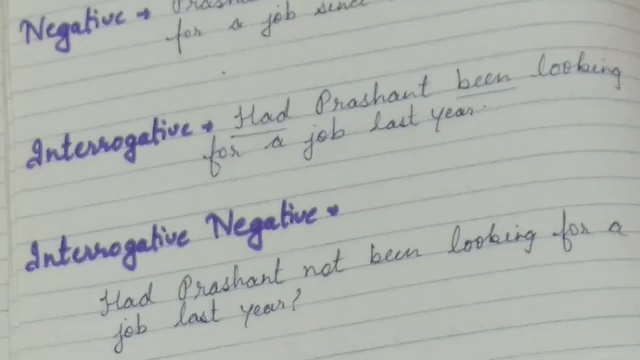 Negative → Prash
for a job since
Interrogative → Had Prashant been looking
for a job last year.
Interrogative Negative →
Had Prashant not been looking for a
job last year?